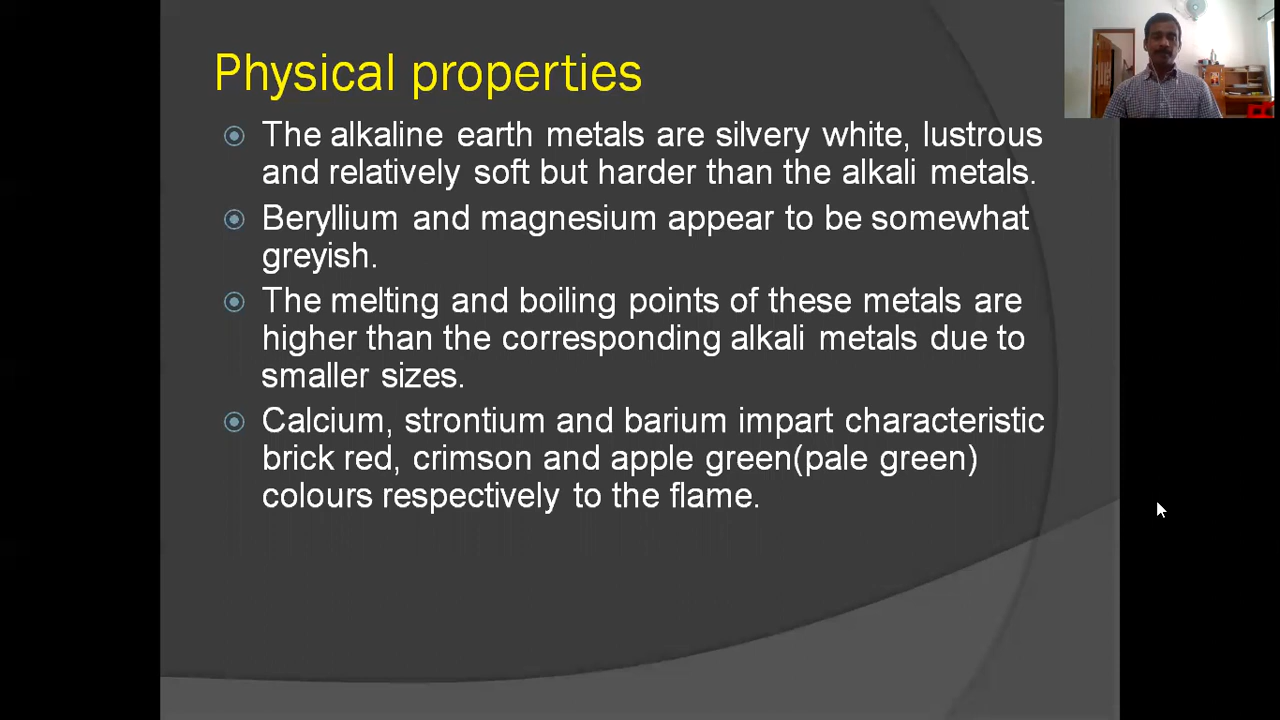 Physical properties
The alkaline earth metals are silvery white, lustrous
and relatively soft but harder than the alkali metals.
Beryllium and magnesium appear to be somewhat
greyish.
The melting and boiling points of these metals are
higher than the corresponding alkali metals due to
smaller sizes.
Calcium, strontium and barium impart characteristic
brick red, crimson and apple green(pale green)
colours respectively to the flame.